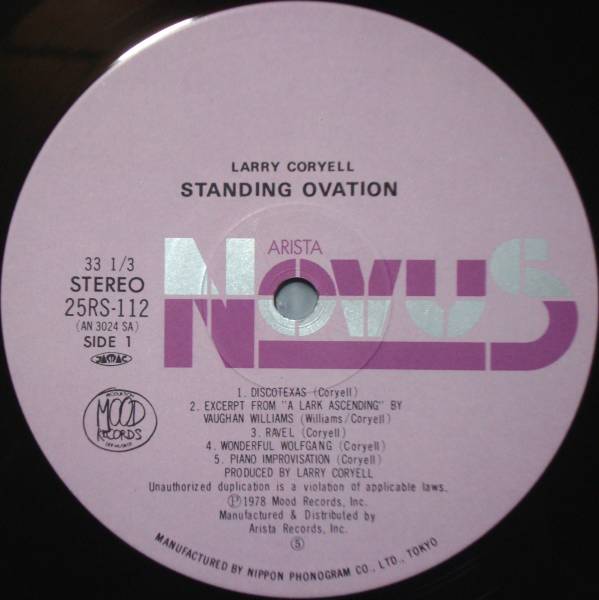 LARRY CORYELL
STANDING OVATION
ARISTA
NOVUS
33 1/3
STEREO
25RS-112
(AN 3024 SA)
SIDE 1
JASRAC
MOOD
RECORDS
1. DISCOTEXAS (Coryell)
2. EXCERPT FROM "A LARK ASCENDING" BY
VAUGHAN WILLIAMS (Williams/Coryell)
3. RAVEL (Coryell)
4. WONDERFUL WOLFGANG (Coryell)
5. PIANO IMPROVISATION (Coryell)
PRODUCED BY LARRY CORYELL
Unauthorized duplication is a violation of applicable laws.
Ⓟ1978 Mood Records, Inc.
Manufactured & Distributed by
Arista Records, Inc.
⑤
MANUFACTURED BY NIPPON PHONOGRAM CO., LTD., TOKYO